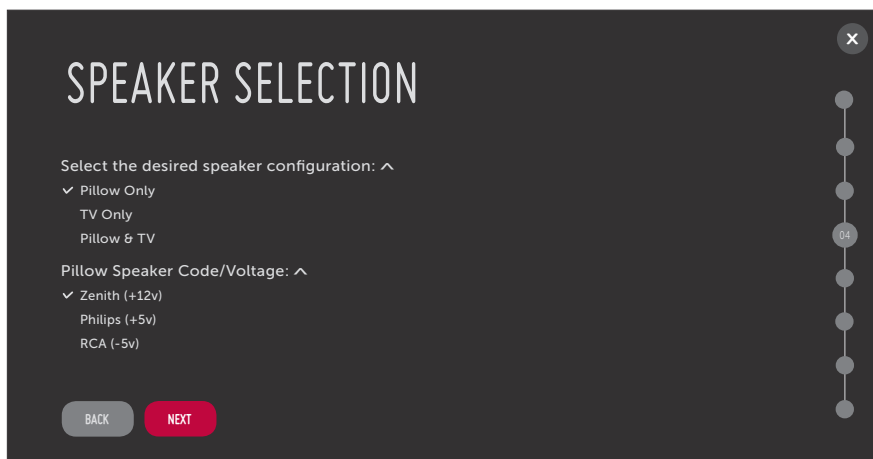 SPEAKER SELECTION
Select the desired speaker configuration:
Pillow Only
TV Only
Pillow & TV
Pillow Speaker Code/Voltage:
Zenith (+12v)
Philips (+5v)
RCA (-5v)
04
BACK
NEXT